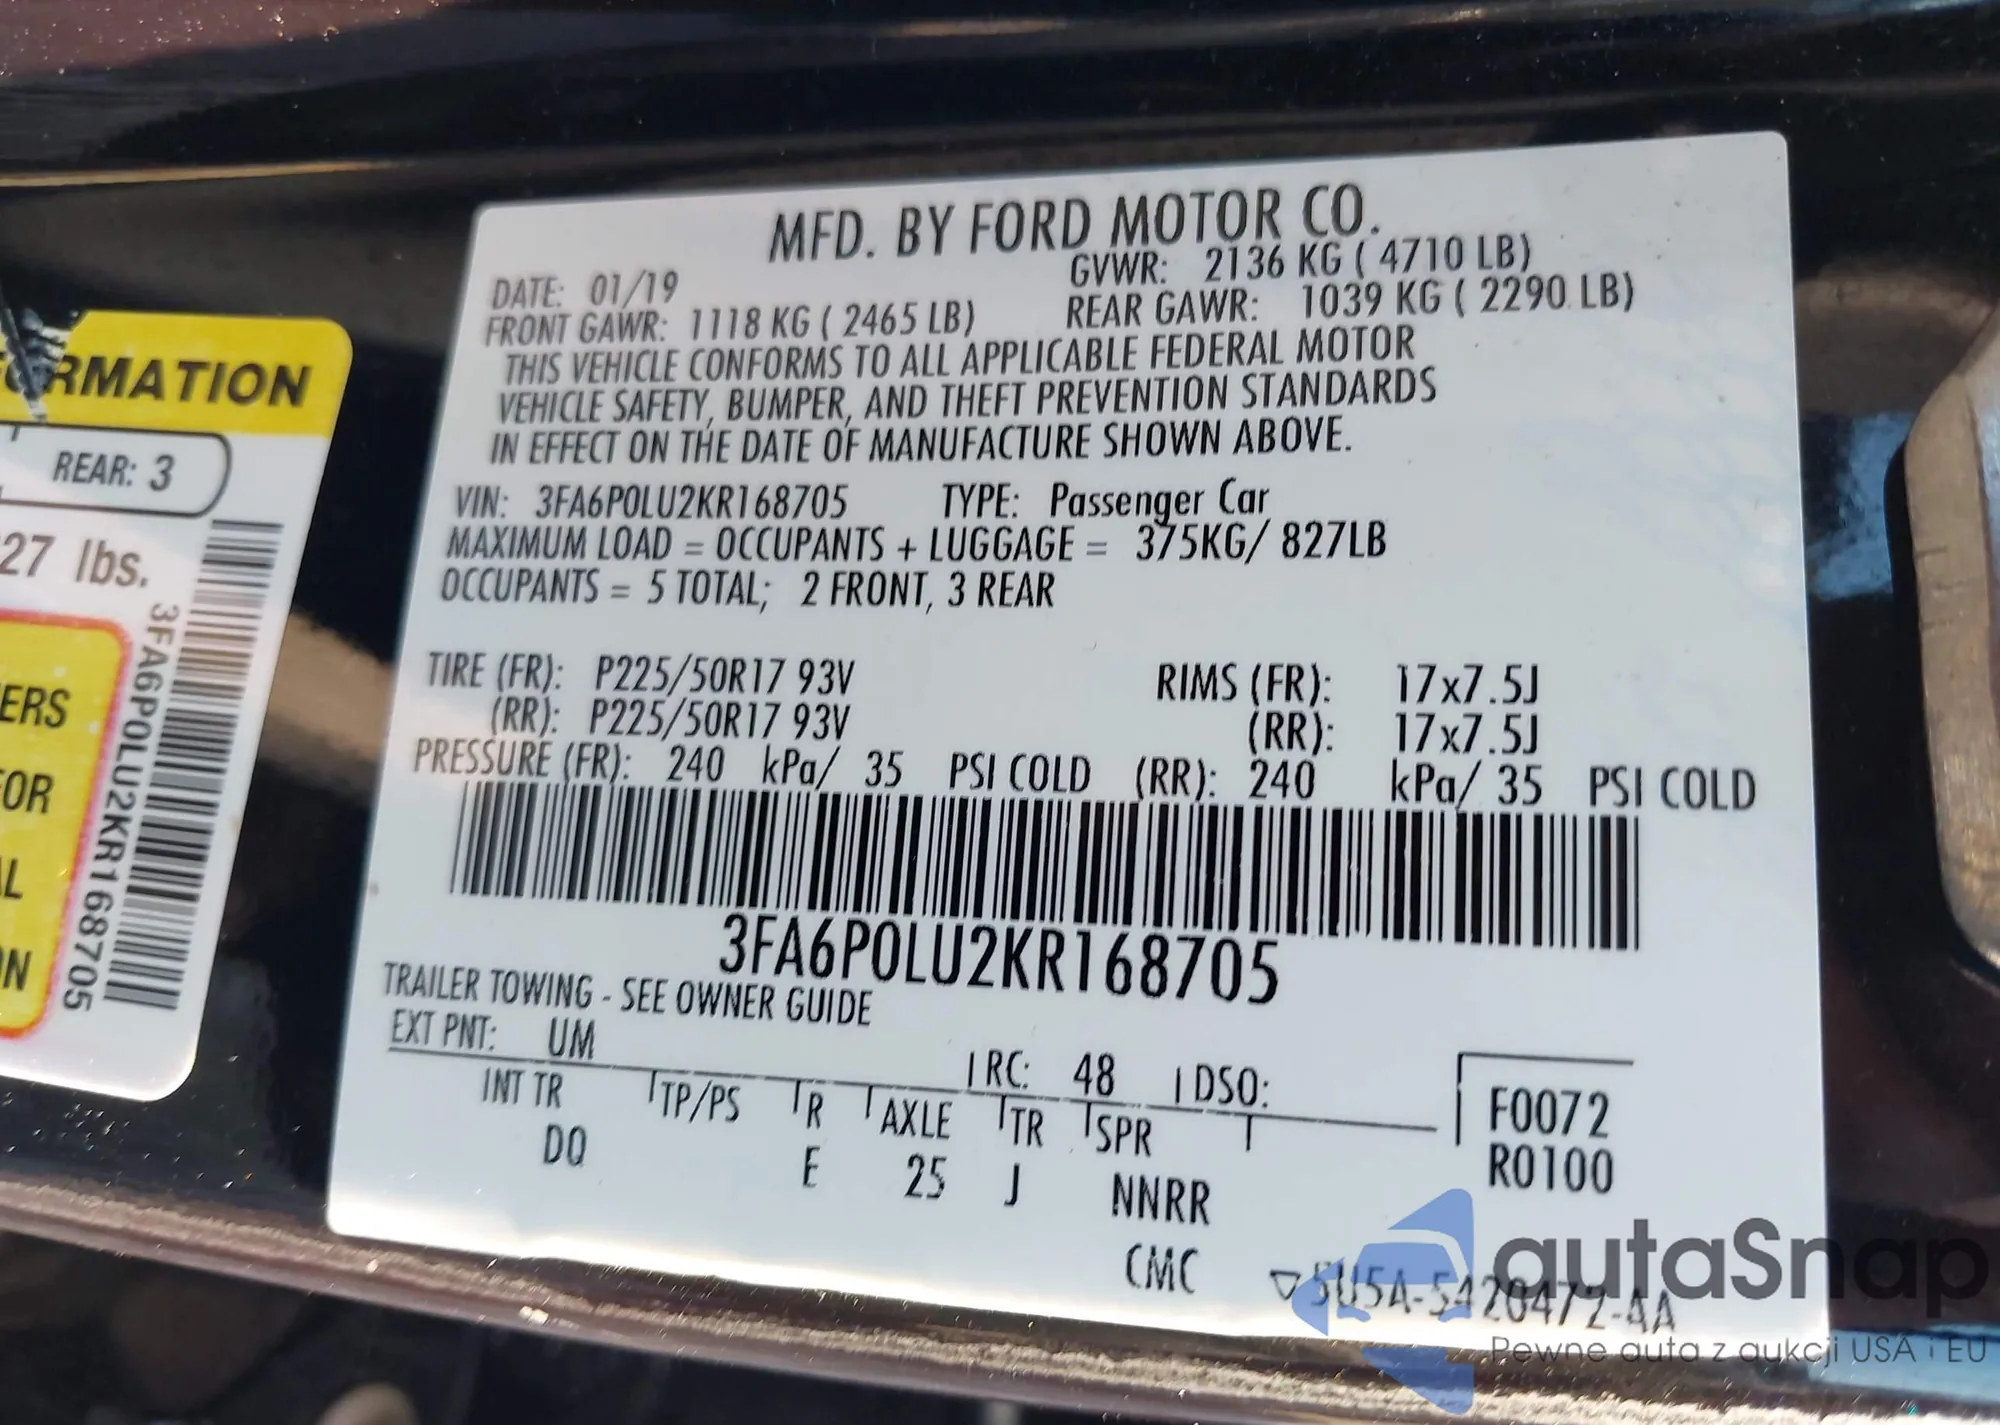 FORMATION
REAR: 3
27 lbs.
ERS
FOR
AL
ON
3FA6P0LU2KR168705
MFD. BY FORD MOTOR CO.
DATE: 01/19 GVWR: 2136 KG ( 4710 LB)
FRONT GAWR: 1118 KG ( 2465 LB) REAR GAWR: 1039 KG ( 2290 LB)
THIS VEHICLE CONFORMS TO ALL APPLICABLE FEDERAL MOTOR
VEHICLE SAFETY, BUMPER, AND THEFT PREVENTION STANDARDS
IN EFFECT ON THE DATE OF MANUFACTURE SHOWN ABOVE.
VIN: 3FA6P0LU2KR168705 TYPE: Passenger Car
MAXIMUM LOAD = OCCUPANTS + LUGGAGE = 375KG/ 827LB
OCCUPANTS = 5 TOTAL; 2 FRONT, 3 REAR
TIRE (FR): P225/50R17 93V RIMS (FR): 17x7.5J
(RR): P225/50R17 93V (RR): 17x7.5J
PRESSURE (FR): 240 kPa/ 35 PSI COLD (RR): 240 kPa/ 35 PSI COLD
3FA6P0LU2KR168705
TRAILER TOWING - SEE OWNER GUIDE
EXT PNT: UM RC: 48 DSO:
INT TR TP/PS R AXLE TR SPR F0072
DQ E 25 J NNRR R0100
CMC 5U5A-5420472-AA
autaSnap
Pewne auta z aukcji USA i EU